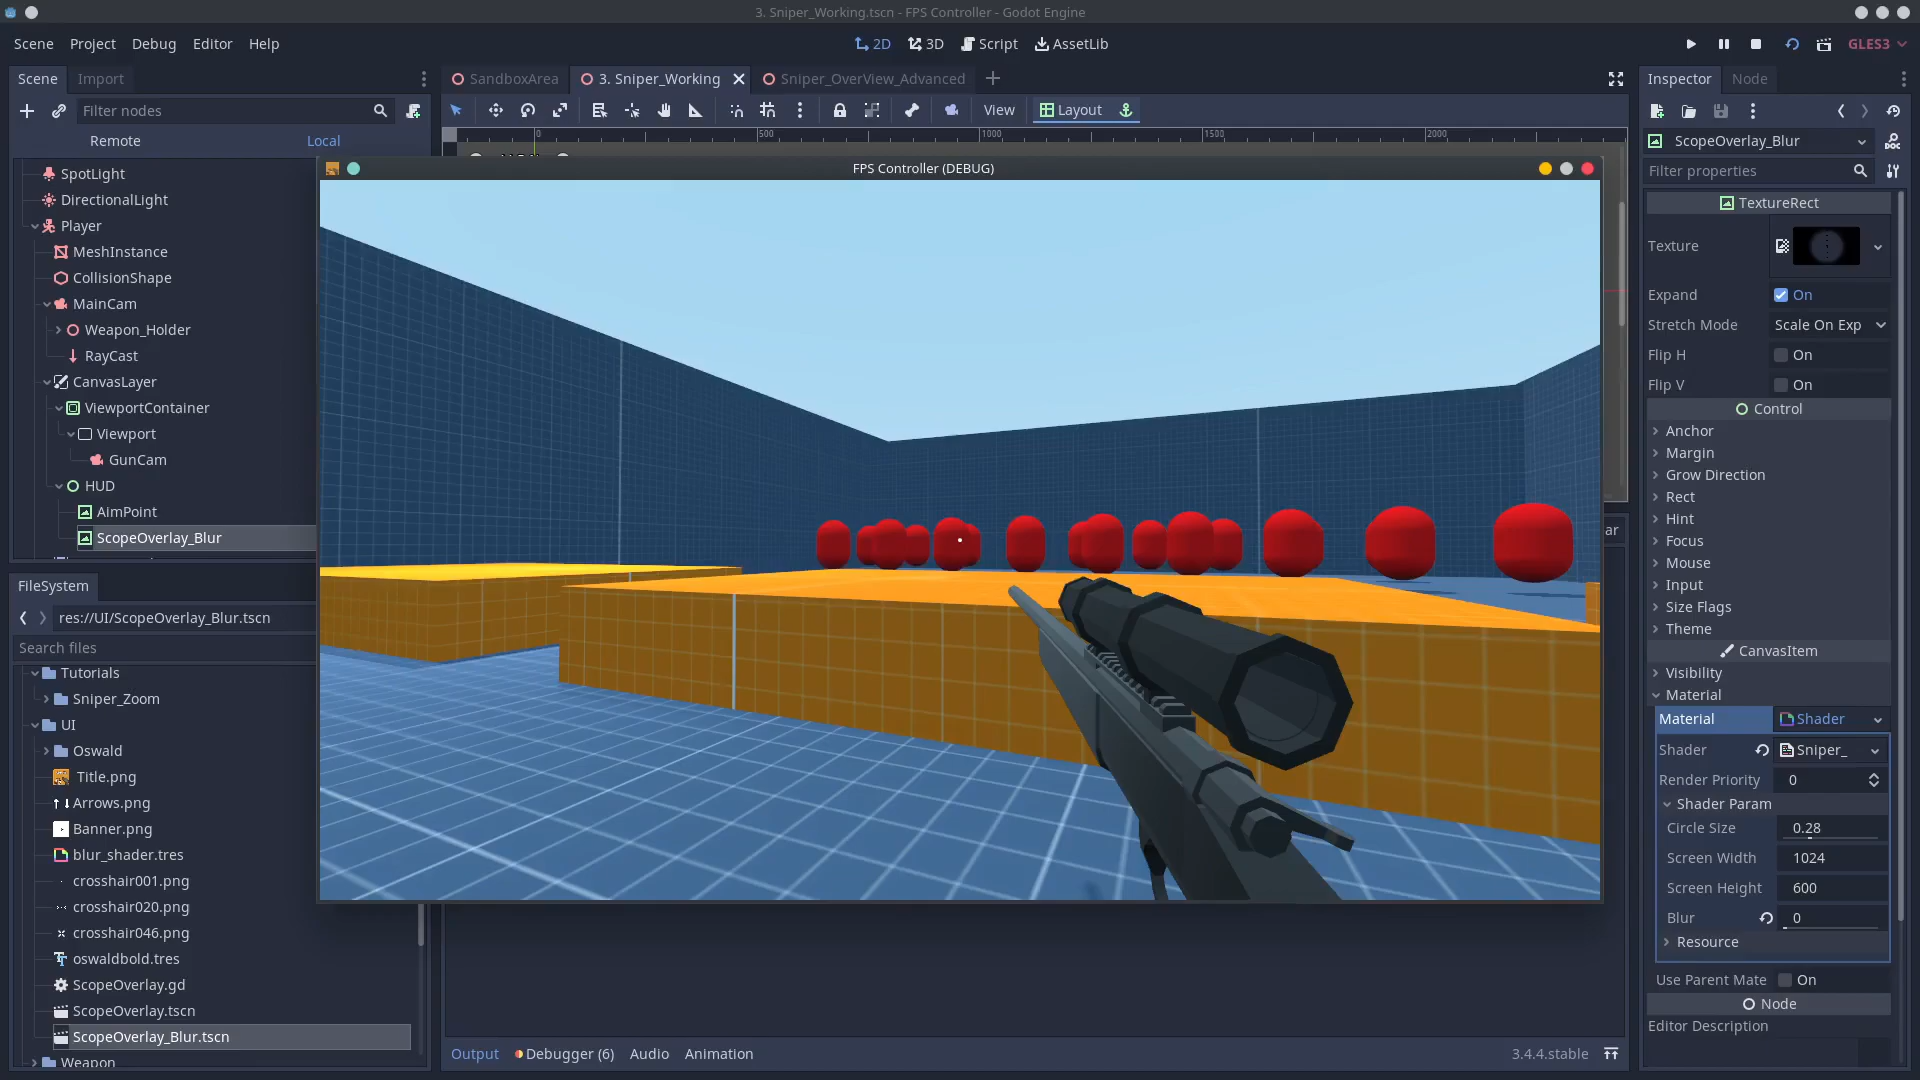 3. Sniper_Working.tscn - FPS Controller - Godot Engine
Scene Project Debug Editor Help
2D 3D Script AssetLib
GLES3
Scene Import
SandboxArea 3. Sniper_Working Sniper_OverView_Advanced
Inspector Node
Filter nodes
View Layout
Remote Local
0 500 1000 1500 2000
ScopeOverlay_Blur
Filter properties
FPS Controller (DEBUG)
SpotLight
DirectionalLight
Player
MeshInstance
CollisionShape
MainCam
Weapon_Holder
RayCast
CanvasLayer
ViewportContainer
Viewport
GunCam
HUD
AimPoint
ScopeOverlay_Blur
ar
FileSystem
res://UI/ScopeOverlay_Blur.tscn
Search files
Tutorials
Sniper_Zoom
UI
Oswald
Title.png
Arrows.png
Banner.png
blur_shader.tres
crosshair001.png
crosshair020.png
crosshair046.png
oswaldbold.tres
ScopeOverlay.gd
ScopeOverlay.tscn
ScopeOverlay_Blur.tscn
Weapon
Output Debugger (6) Audio Animation
3.4.4.stable
TextureRect
Texture
Expand On
Stretch Mode Scale On Exp
Flip H On
Flip V On
Control
Anchor
Margin
Grow Direction
Rect
Hint
Focus
Mouse
Input
Size Flags
Theme
CanvasItem
Visibility
Material
Material Shader
Shader Sniper_
Render Priority 0
Shader Param
Circle Size 0.28
Screen Width 1024
Screen Height 600
Blur 0
Resource
Use Parent Mate On
Node
Editor Description